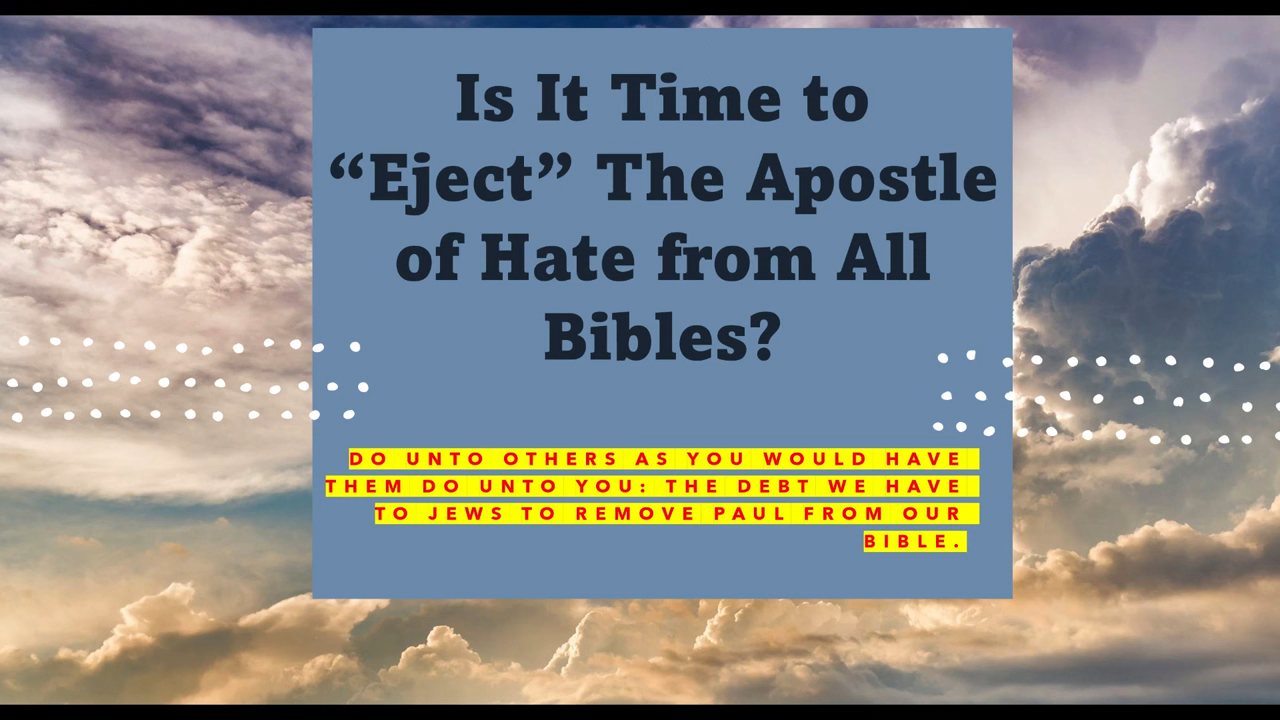 Is It Time to
“Eject” The Apostle
of Hate from All
Bibles?
DO UNTO OTHERS AS YOU WOULD HAVE
THEM DO UNTO YOU: THE DEBT WE HAVE
TO JEWS TO REMOVE PAUL FROM OUR
BIBLE.